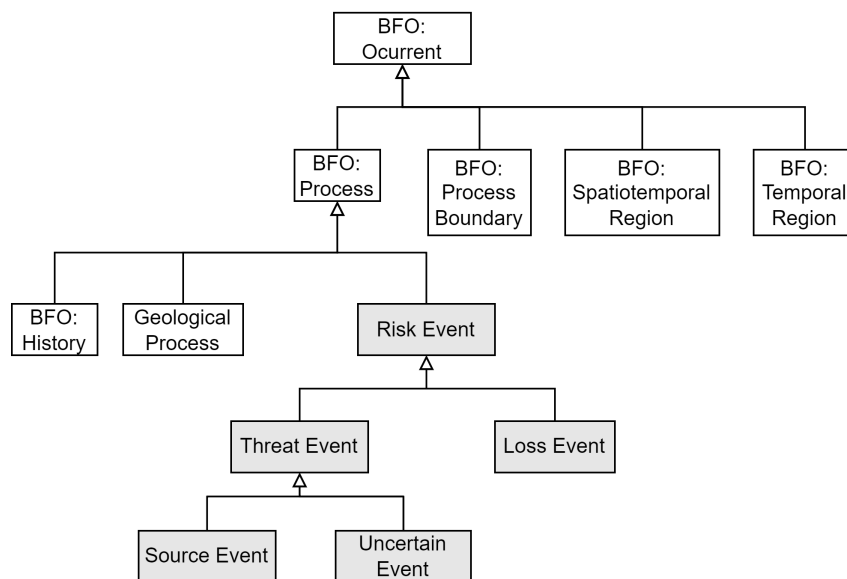 BFO:
Ocurrent
BFO:
Process
BFO:
Process
Boundary
BFO:
Spatiotemporal
Region
BFO:
Temporal
Region
BFO:
History
Geological
Process
Risk Event
Threat Event
Loss Event
Source Event
Uncertain
Event